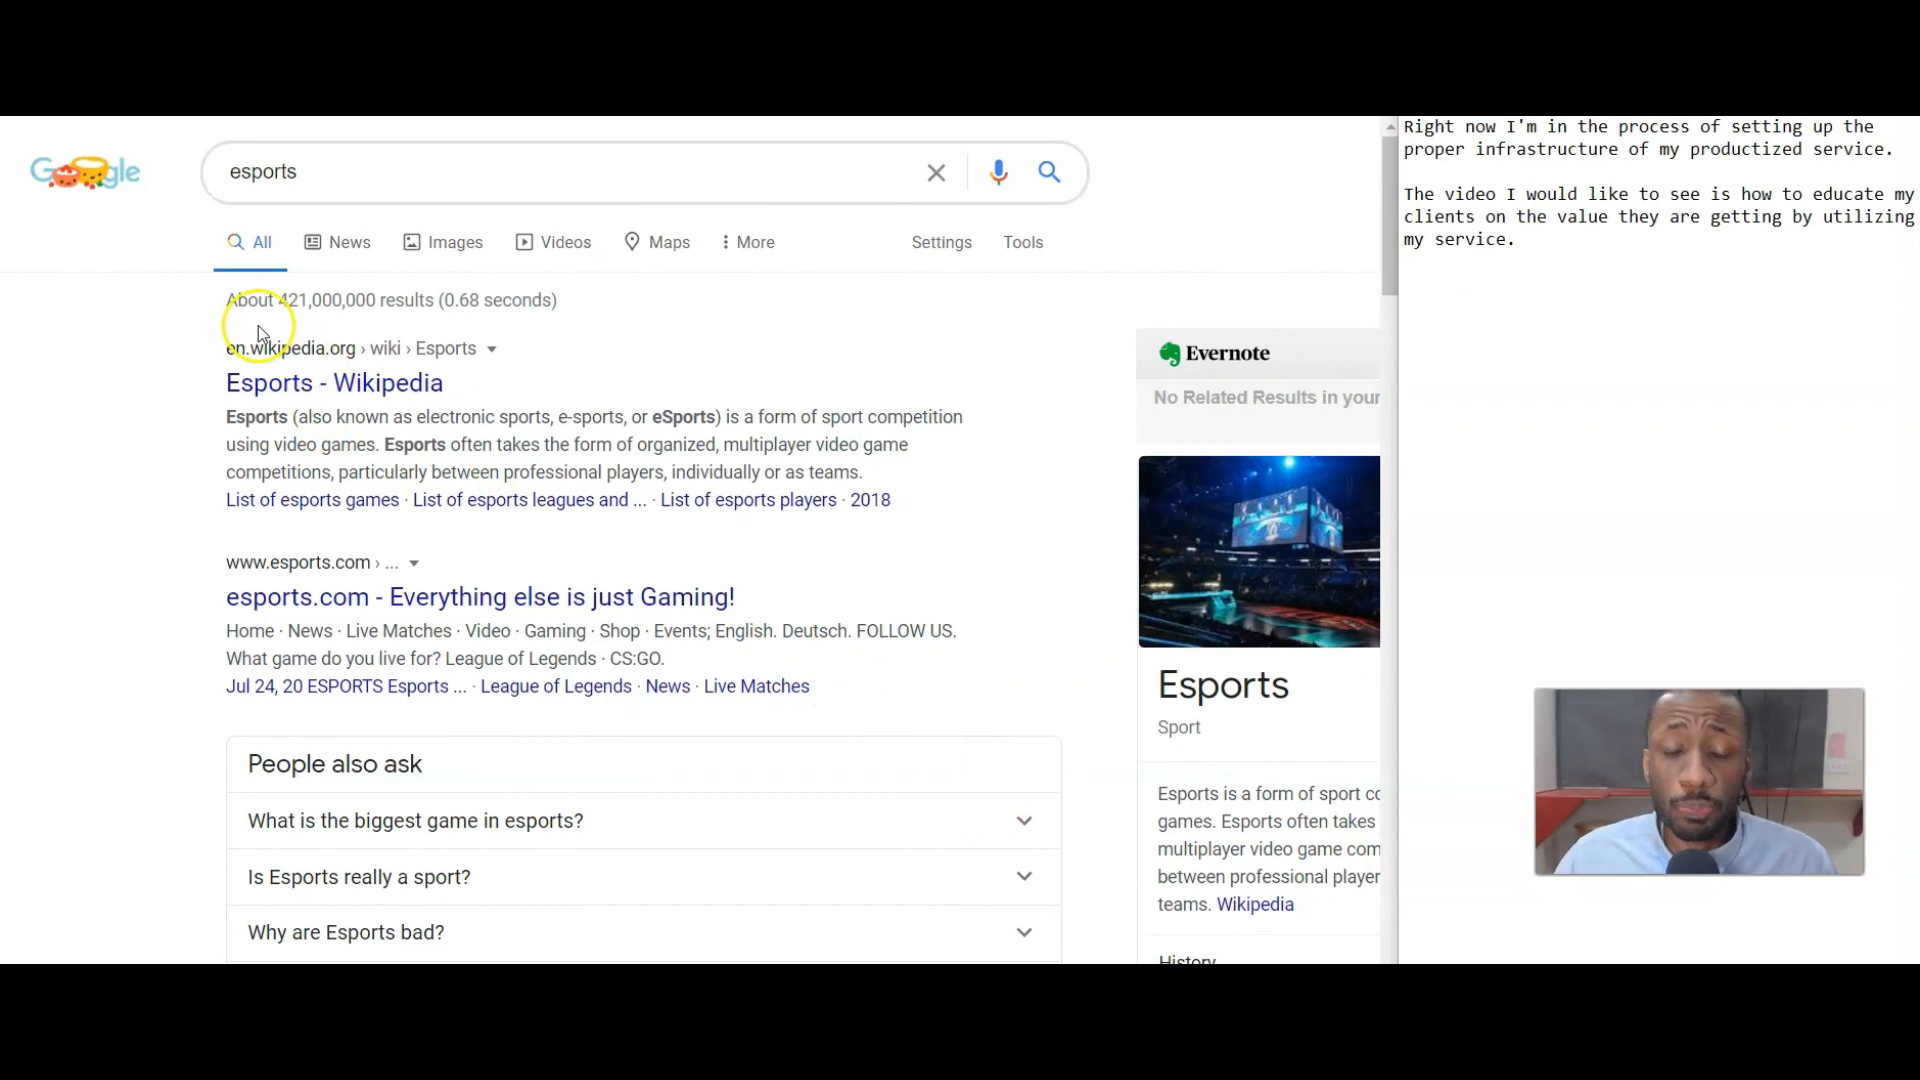 Google
esports
All
News
Images
Videos
Maps
More
Settings
Tools
About 421,000,000 results (0.68 seconds)
en.wikipedia.org › wiki › Esports
Esports - Wikipedia
Esports (also known as electronic sports, e-sports, or eSports) is a form of sport competition
using video games. Esports often takes the form of organized, multiplayer video game
competitions, particularly between professional players, individually or as teams.
List of esports games · List of esports leagues and ... · List of esports players · 2018
www.esports.com › ...
esports.com - Everything else is just Gaming!
Home · News · Live Matches · Video · Gaming · Shop · Events; English. Deutsch. FOLLOW US.
What game do you live for? League of Legends · CS:GO.
Jul 24, 20 ESPORTS Esports ... · League of Legends · News · Live Matches
People also ask
What is the biggest game in esports?
Is Esports really a sport?
Why are Esports bad?
Evernote
No Related Results in your
Esports
Sport
Esports is a form of sport co
games. Esports often takes
multiplayer video game com
between professional player
teams. Wikipedia
History
Right now I'm in the process of setting up the
proper infrastructure of my productized service.
The video I would like to see is how to educate my
clients on the value they are getting by utilizing
my service.